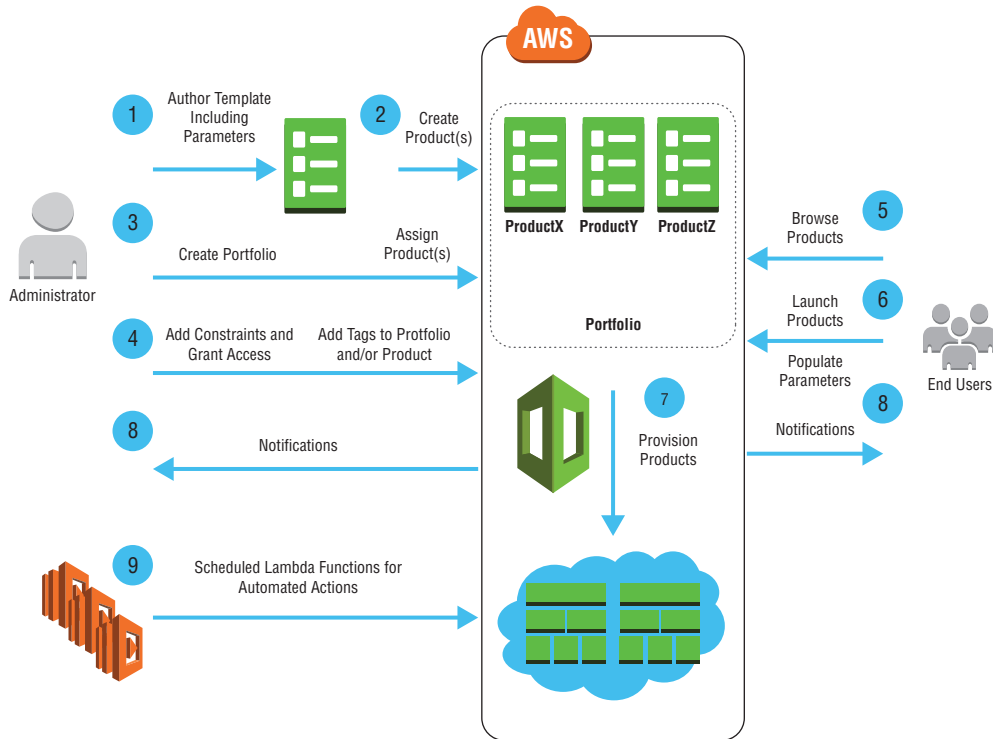 AWS
1
Author Template
Including
Parameters
2
Create
Product(s)
ProductX
ProductY
ProductZ
3
Create Portfolio
Assign
Product(s)
Administrator
Portfolio
4
Add Constraints and
Grant Access
Add Tags to Protfolio
and/or Product
5
Browse
Products
6
Launch
Products
Populate
Parameters
End Users
7
Provision
Products
8
Notifications
8
Notifications
9
Scheduled Lambda Functions for
Automated Actions